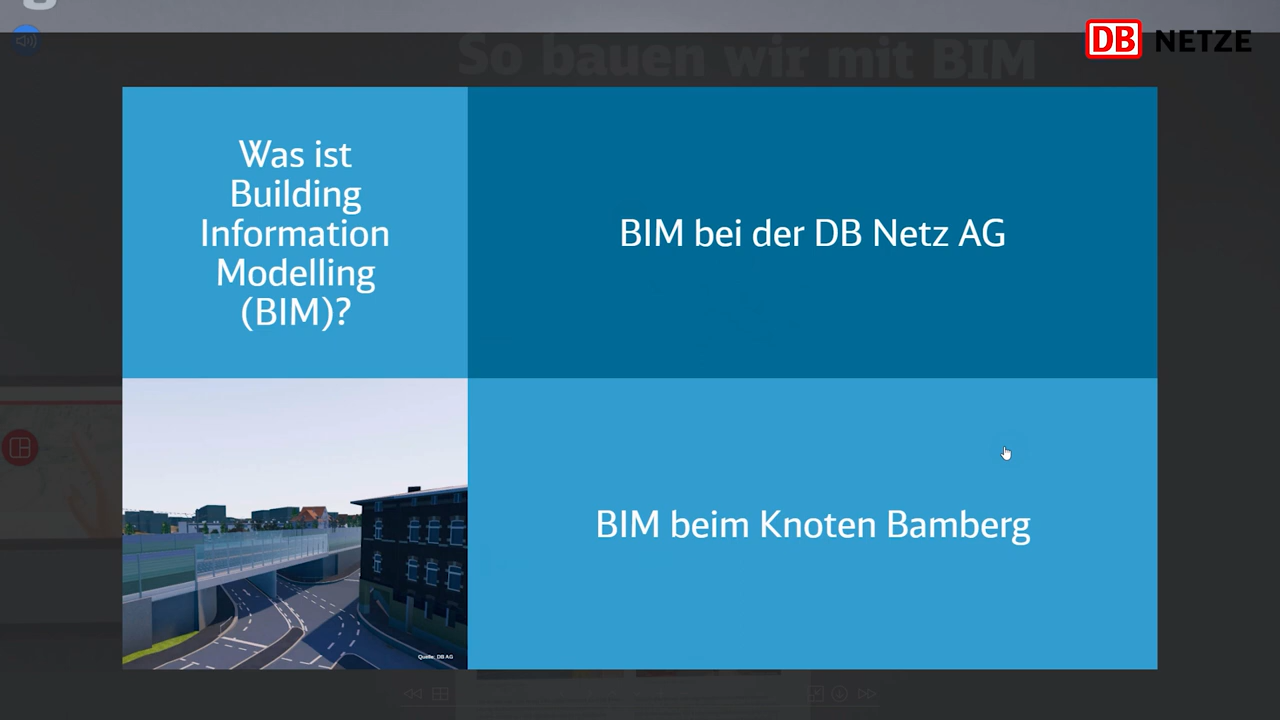 So bauen wir mit BIM
DB NETZE
Was ist
Building
Information
Modelling
(BIM)?
BIM bei der DB Netz AG
BIM beim Knoten Bamberg
Quelle: DB AG